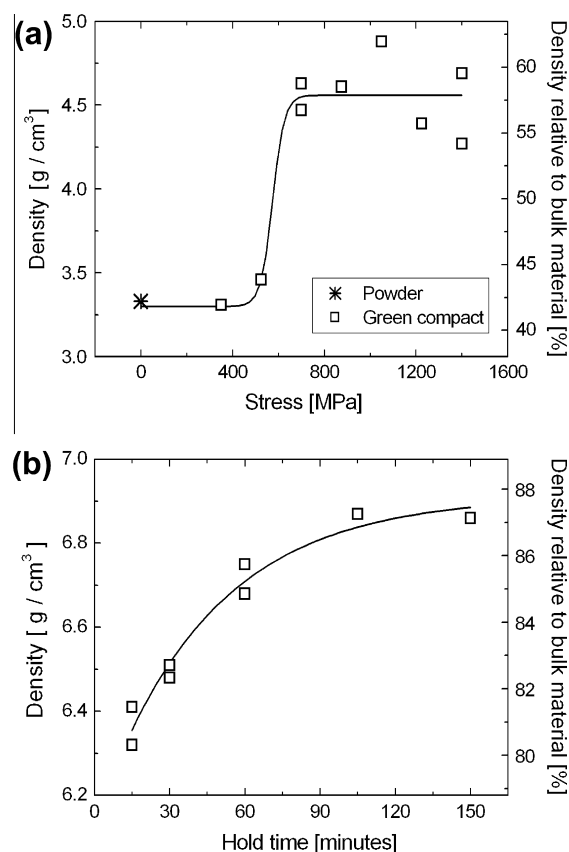 (a)
5.0
4.5
4.0
3.5
3.0
Density [ g / cm³ ]
60
55
50
45
40
Density relative to
bulk material [%]
Powder
Green compact
0
400
800
1200
1600
Stress [MPa]
(b)
7.0
6.8
6.6
6.4
6.2
Density [ g / cm³ ]
88
86
84
82
80
Density relative to
bulk material [%]
0
30
60
90
120
150
Hold time [minutes]